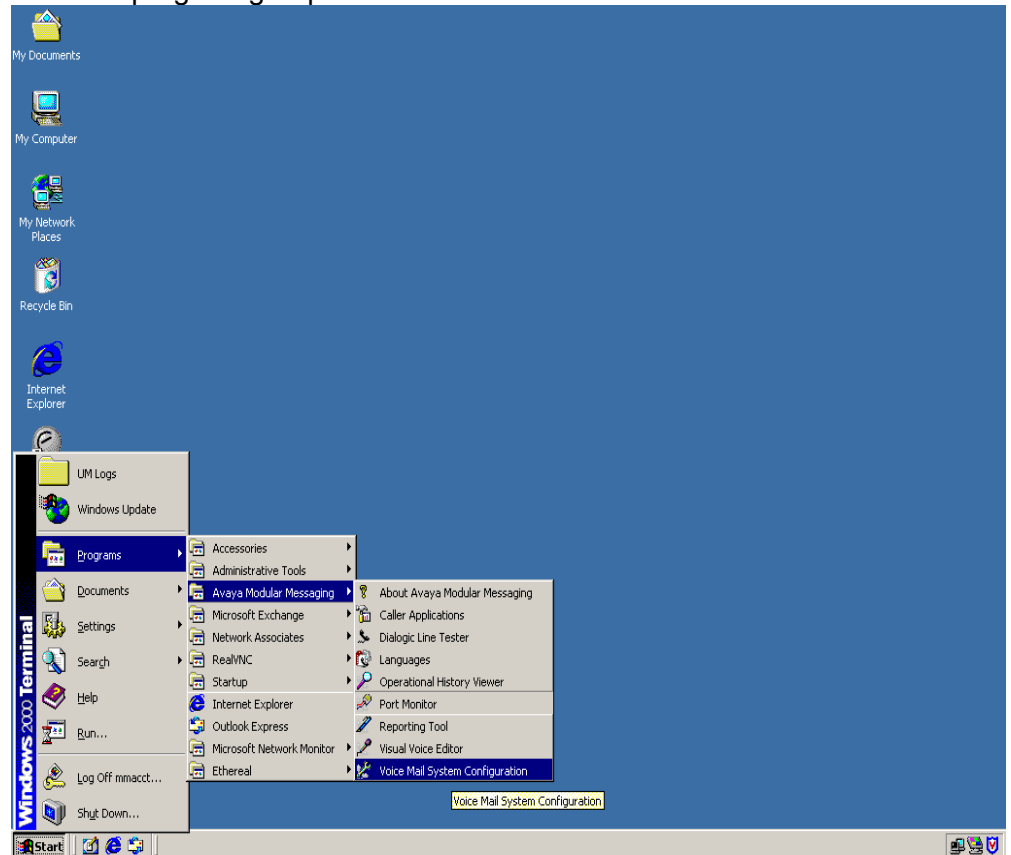 My Documents
My Computer
My Network
Places
Recycle Bin
Internet
Explorer
UM Logs
Windows Update
Programs
Documents
Settings
Search
Help
Run...
Log Off mmacct...
Shut Down...
Windows 2000 Terminal
Accessories
Administrative Tools
Avaya Modular Messaging
Microsoft Exchange
Network Associates
RealVNC
Startup
Internet Explorer
Outlook Express
Microsoft Network Monitor
Ethereal
About Avaya Modular Messaging
Caller Applications
Dialogic Line Tester
Languages
Operational History Viewer
Port Monitor
Reporting Tool
Visual Voice Editor
Voice Mail System Configuration
Voice Mail System Configuration
Start